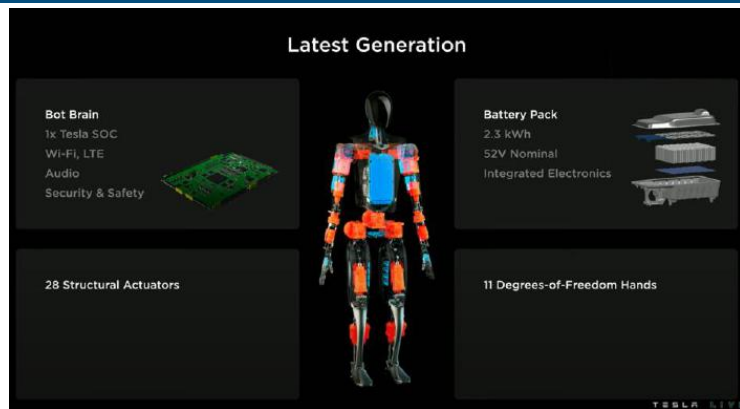 Latest Generation
Bot Brain
1x Tesla SOC
Wi-Fi, LTE
Audio
Security & Safety
Battery Pack
2.3 kWh
52V Nominal
Integrated Electronics
28 Structural Actuators
11 Degrees-of-Freedom Hands
TESLA LIVE